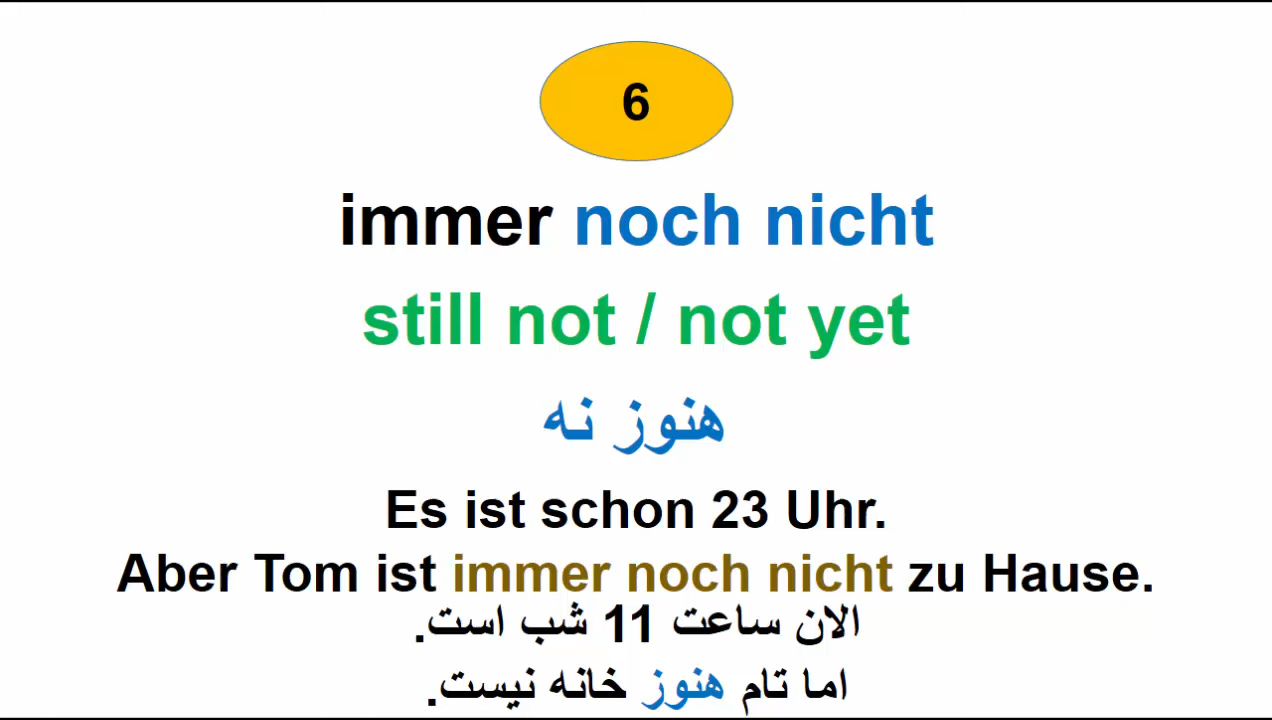 6
immer noch nicht
still not / not yet
هنوز نه
Es ist schon 23 Uhr.
Aber Tom ist immer noch nicht zu Hause.
الان ساعت 11 شب است.
اما تام هنوز خانه نیست.